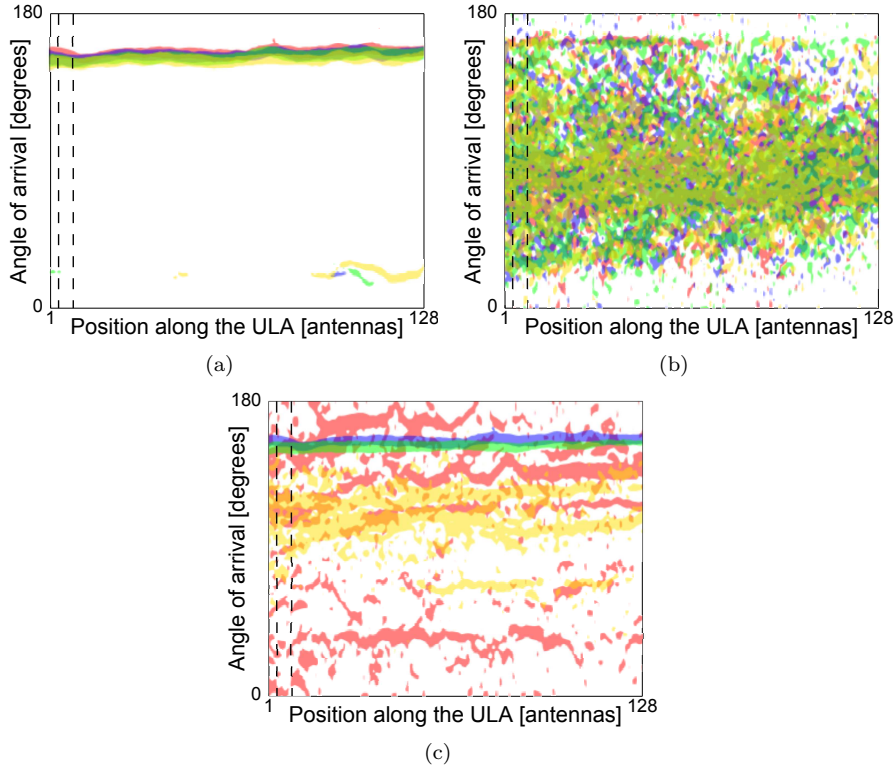 180
Angle of arrival [degrees]
0
1
Position along the ULA [antennas]
128
(a)
180
Angle of arrival [degrees]
0
1
Position along the ULA [antennas]
128
(b)
180
Angle of arrival [degrees]
0
1
Position along the ULA [antennas]
128
(c)